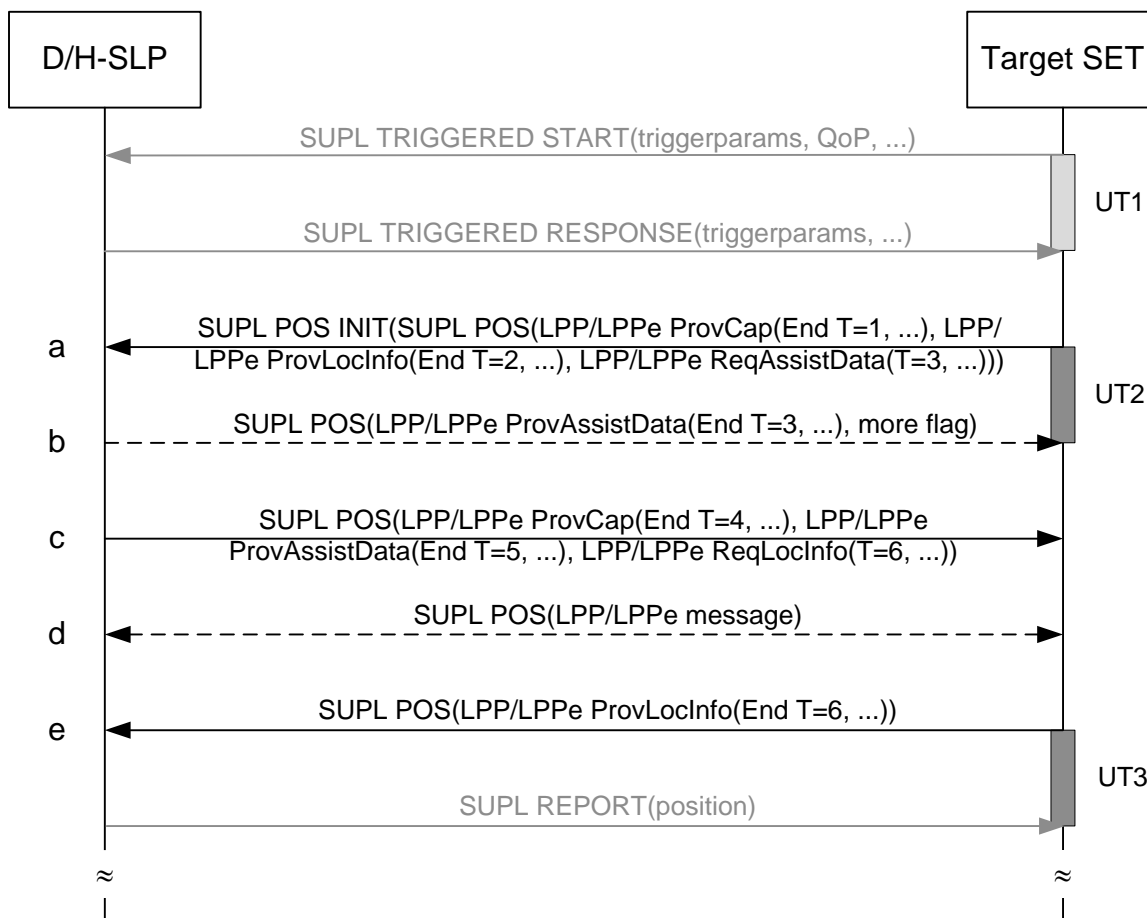 D/H-SLP
Target SET
SUPL TRIGGERED START(triggerparams, QoP, ...)
UT1
SUPL TRIGGERED RESPONSE(triggerparams, ...)
a
SUPL POS INIT(SUPL POS(LPP/LPPe ProvCap(End T=1, ...), LPP/
LPPe ProvLocInfo(End T=2, ...), LPP/LPPe ReqAssistData(T=3, ...)))
UT2
b
SUPL POS(LPP/LPPe ProvAssistData(End T=3, ...), more flag)
c
SUPL POS(LPP/LPPe ProvCap(End T=4, ...), LPP/LPPe
ProvAssistData(End T=5, ...), LPP/LPPe ReqLocInfo(T=6, ...))
d
SUPL POS(LPP/LPPe message)
e
SUPL POS(LPP/LPPe ProvLocInfo(End T=6, ...))
UT3
SUPL REPORT(position)
≈
≈